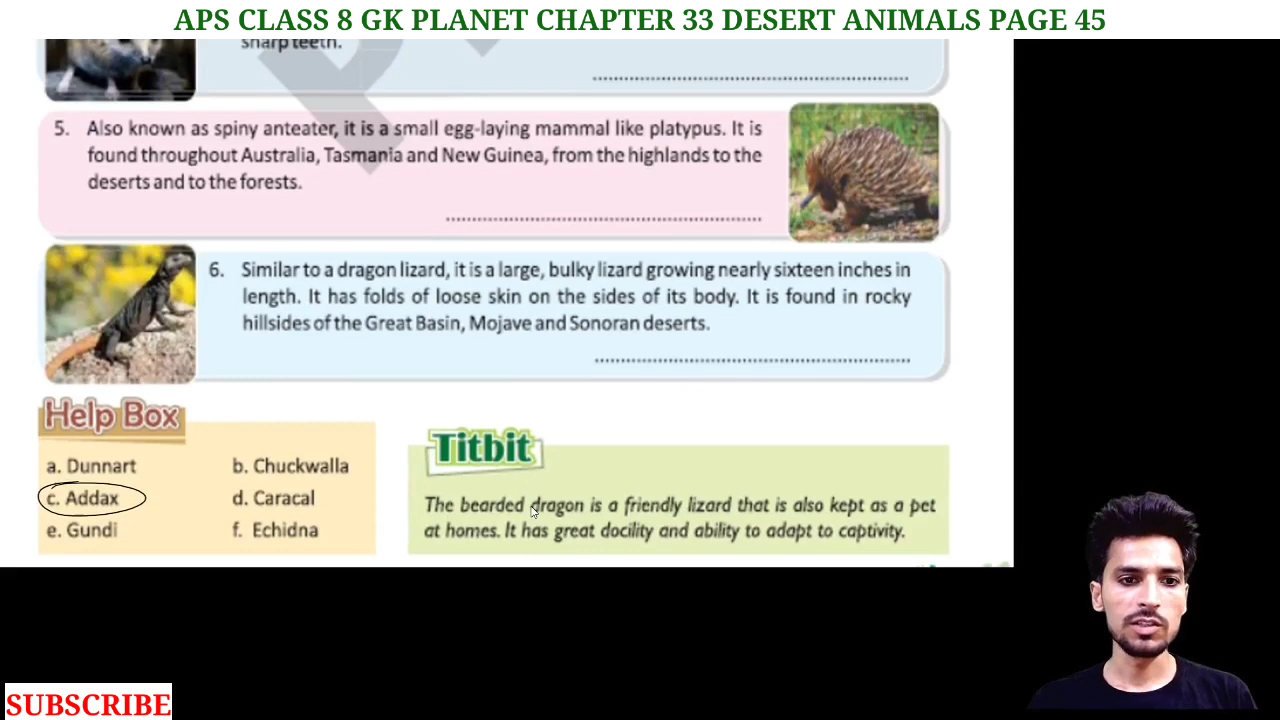 APS CLASS 8 GK PLANET CHAPTER 33 DESERT ANIMALS PAGE 45
sharp teeth.
5. Also known as spiny anteater, it is a small egg-laying mammal like platypus. It is
found throughout Australia, Tasmania and New Guinea, from the highlands to the
deserts and to the forests.
6. Similar to a dragon lizard, it is a large, bulky lizard growing nearly sixteen inches in
length. It has folds of loose skin on the sides of its body. It is found in rocky
hillsides of the Great Basin, Mojave and Sonoran deserts.
Help Box
a. Dunnart b. Chuckwalla
c. Addax d. Caracal
e. Gundi f. Echidna
Titbit
The bearded dragon is a friendly lizard that is also kept as a pet
at homes. It has great docility and ability to adapt to captivity.
SUBSCRIBE